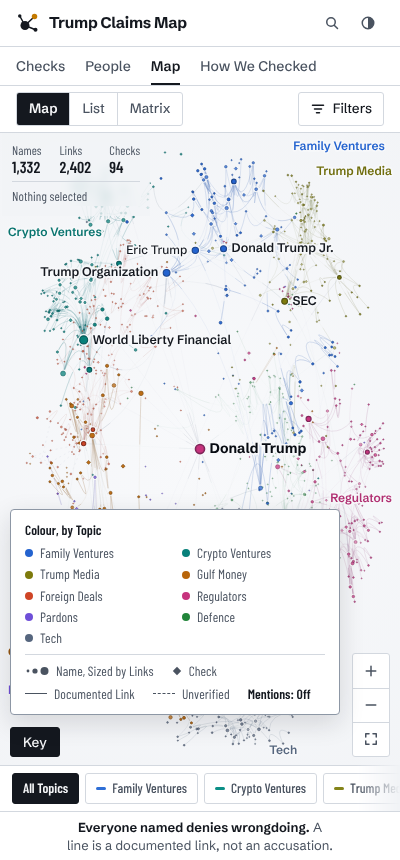 Trump Claims Map
Checks People Map How We Checked
Map List Matrix Filters
Names Links Checks
1,332 2,402 94
Nothing selected
Family Ventures
Trump Media
Crypto Ventures
Eric Trump
Donald Trump Jr.
Trump Organization
SEC
World Liberty Financial
Donald Trump
Regulators
Colour, by Topic
Family Ventures Crypto Ventures
Trump Media Gulf Money
Foreign Deals Regulators
Pardons Defence
Tech
Name, Sized by Links Check
Documented Link Unverified Mentions: Off
Key
Tech
All Topics Family Ventures Crypto Ventures Trump Me
Everyone named denies wrongdoing. A
line is a documented link, not an accusation.